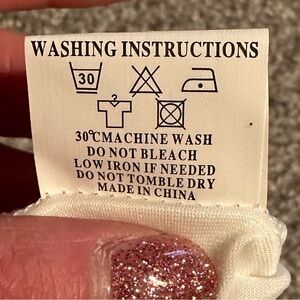 WASHING INSTRUCTIONS
30
30°CMACHINE WASH
DO NOT BLEACH
LOW IRON IF NEEDED
DO NOT TOMBLE DRY
MADE IN CHINA